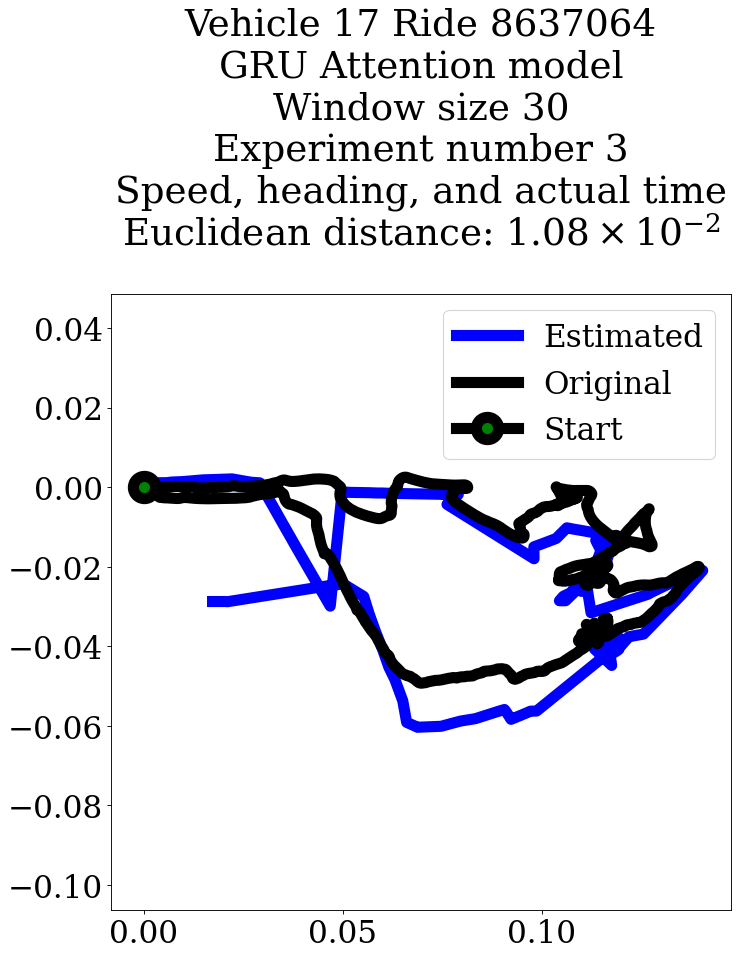 Vehicle 17 Ride 8637064
GRU Attention model
Window size 30
Experiment number 3
Speed, heading, and actual time
Euclidean distance: 1.08 × 10⁻²
Estimated
Original
Start
0.04
0.02
0.00
−0.02
−0.04
−0.06
−0.08
−0.10
0.00 0.05 0.10